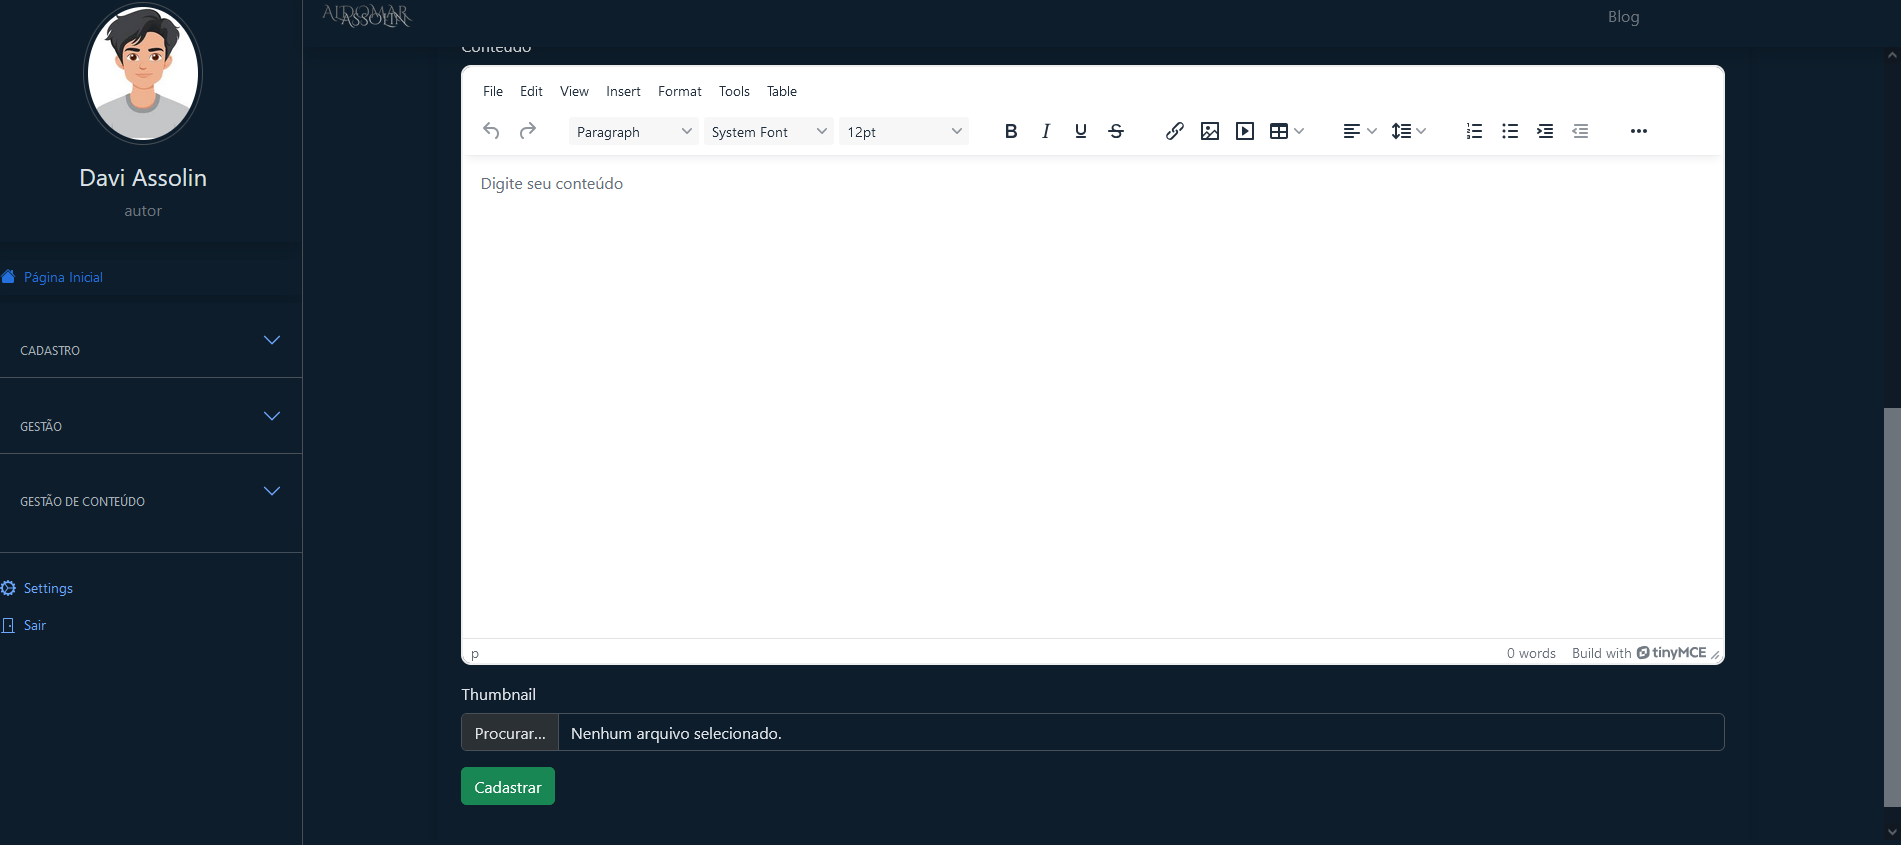 ALDOMAR
ASSOLIN
Blog
Davi Assolin
autor
Página Inicial
CADASTRO
GESTÃO
GESTÃO DE CONTEÚDO
Settings
Sair
Conteúdo
File Edit View Insert Format Tools Table
Paragraph System Font 12pt B I U S
Digite seu conteúdo
p 0 words Build with tinyMCE
Thumbnail
Procurar... Nenhum arquivo selecionado.
Cadastrar